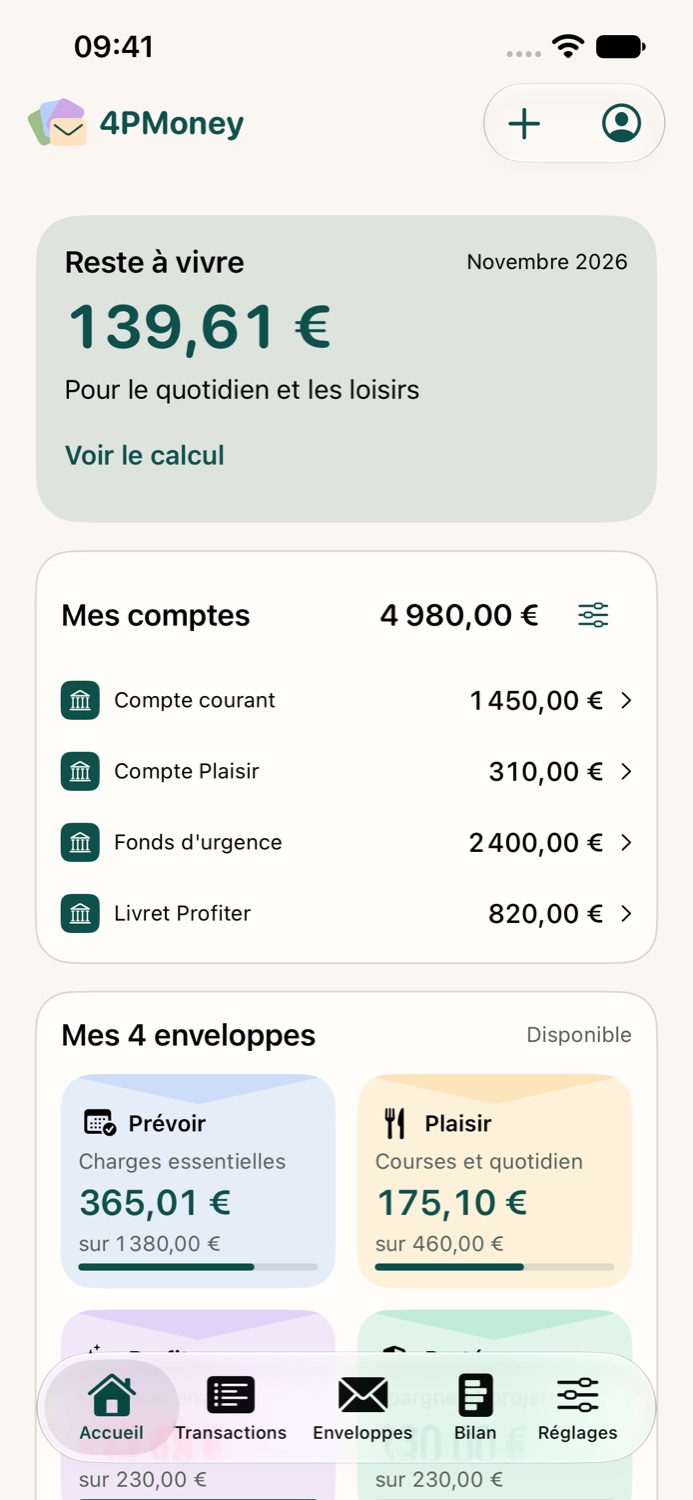 09:41
4PMoney
Reste à vivre
Novembre 2026
139,61 €
Pour le quotidien et les loisirs
Voir le calcul
Mes comptes
4 980,00 €
Compte courant
1 450,00 €
Compte Plaisir
310,00 €
Fonds d'urgence
2 400,00 €
Livret Profiter
820,00 €
Mes 4 enveloppes
Disponible
Prévoir
Plaisir
Charges essentielles
Courses et quotidien
365,01 €
175,10 €
sur 1 380,00 €
sur 460,00 €
Accueil
Transactions
Enveloppes
Bilan
Réglages
sur 230,00 €
sur 230,00 €